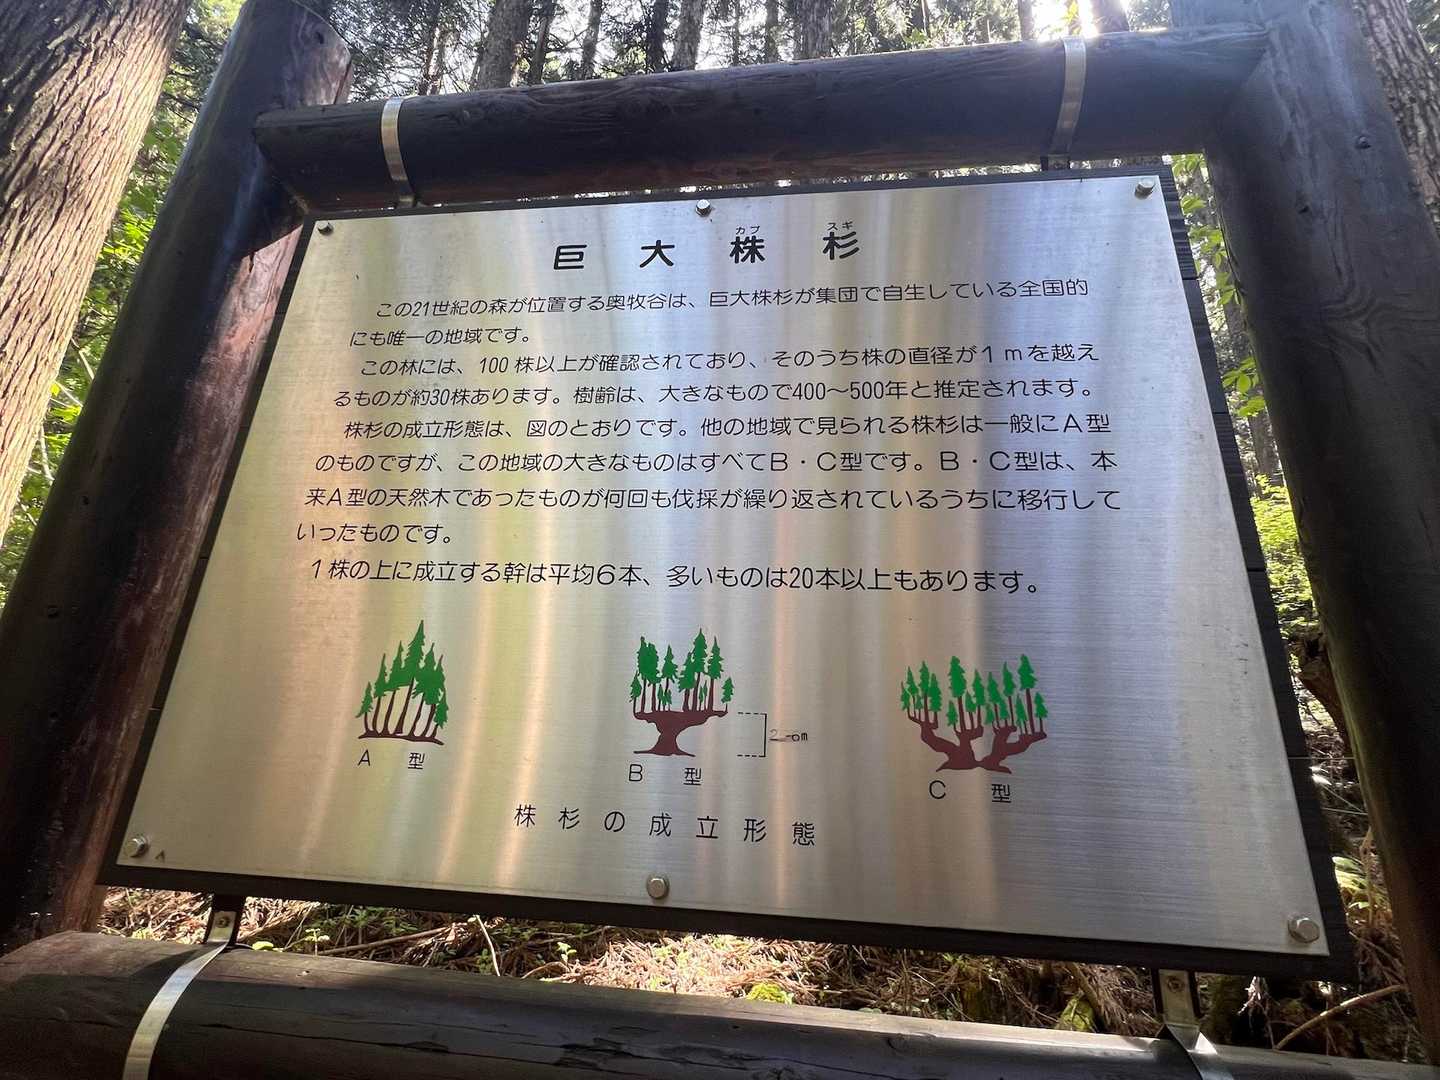 巨大株杉
カブ スギ
この21世紀の森が位置する奥牧谷は、巨大株杉が集団で自生している全国的
にも唯一の地域です。
この林には、100株以上が確認されており、そのうち株の直径が1mを越え
るものが約30株あります。樹齢は、大きなもので400〜500年と推定されます。
株杉の成立形態は、図のとおりです。他の地域で見られる株杉は一般にA型
のものですが、この地域の大きなものはすべてB・C型です。B・C型は、本
来A型の天然木であったものが何回も伐採が繰り返されているうちに移行して
いったものです。
1株の上に成立する幹は平均6本、多いものは20本以上もあります。
A型
B型
C型
株杉の成立形態